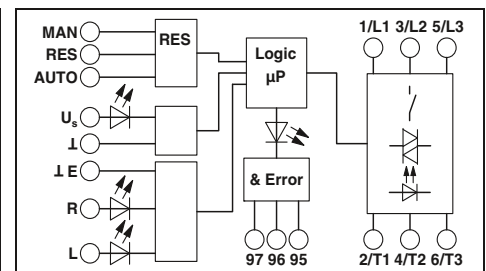 MAN
RES
AUTO
RES
U_s
⊥
⊥ E
R
L
Logic
µP
& Error
97 96 95
1/L1 3/L2 5/L3
2/T1 4/T2 6/T3